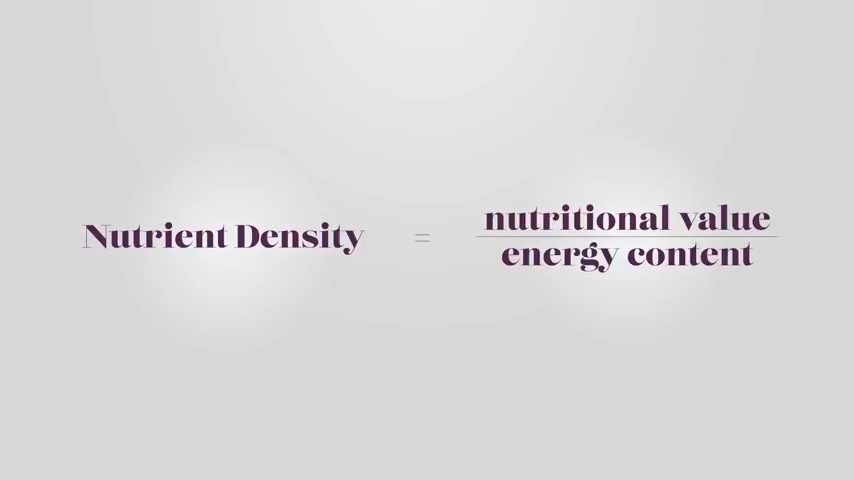 Nutrient Density = nutritional value
energy content